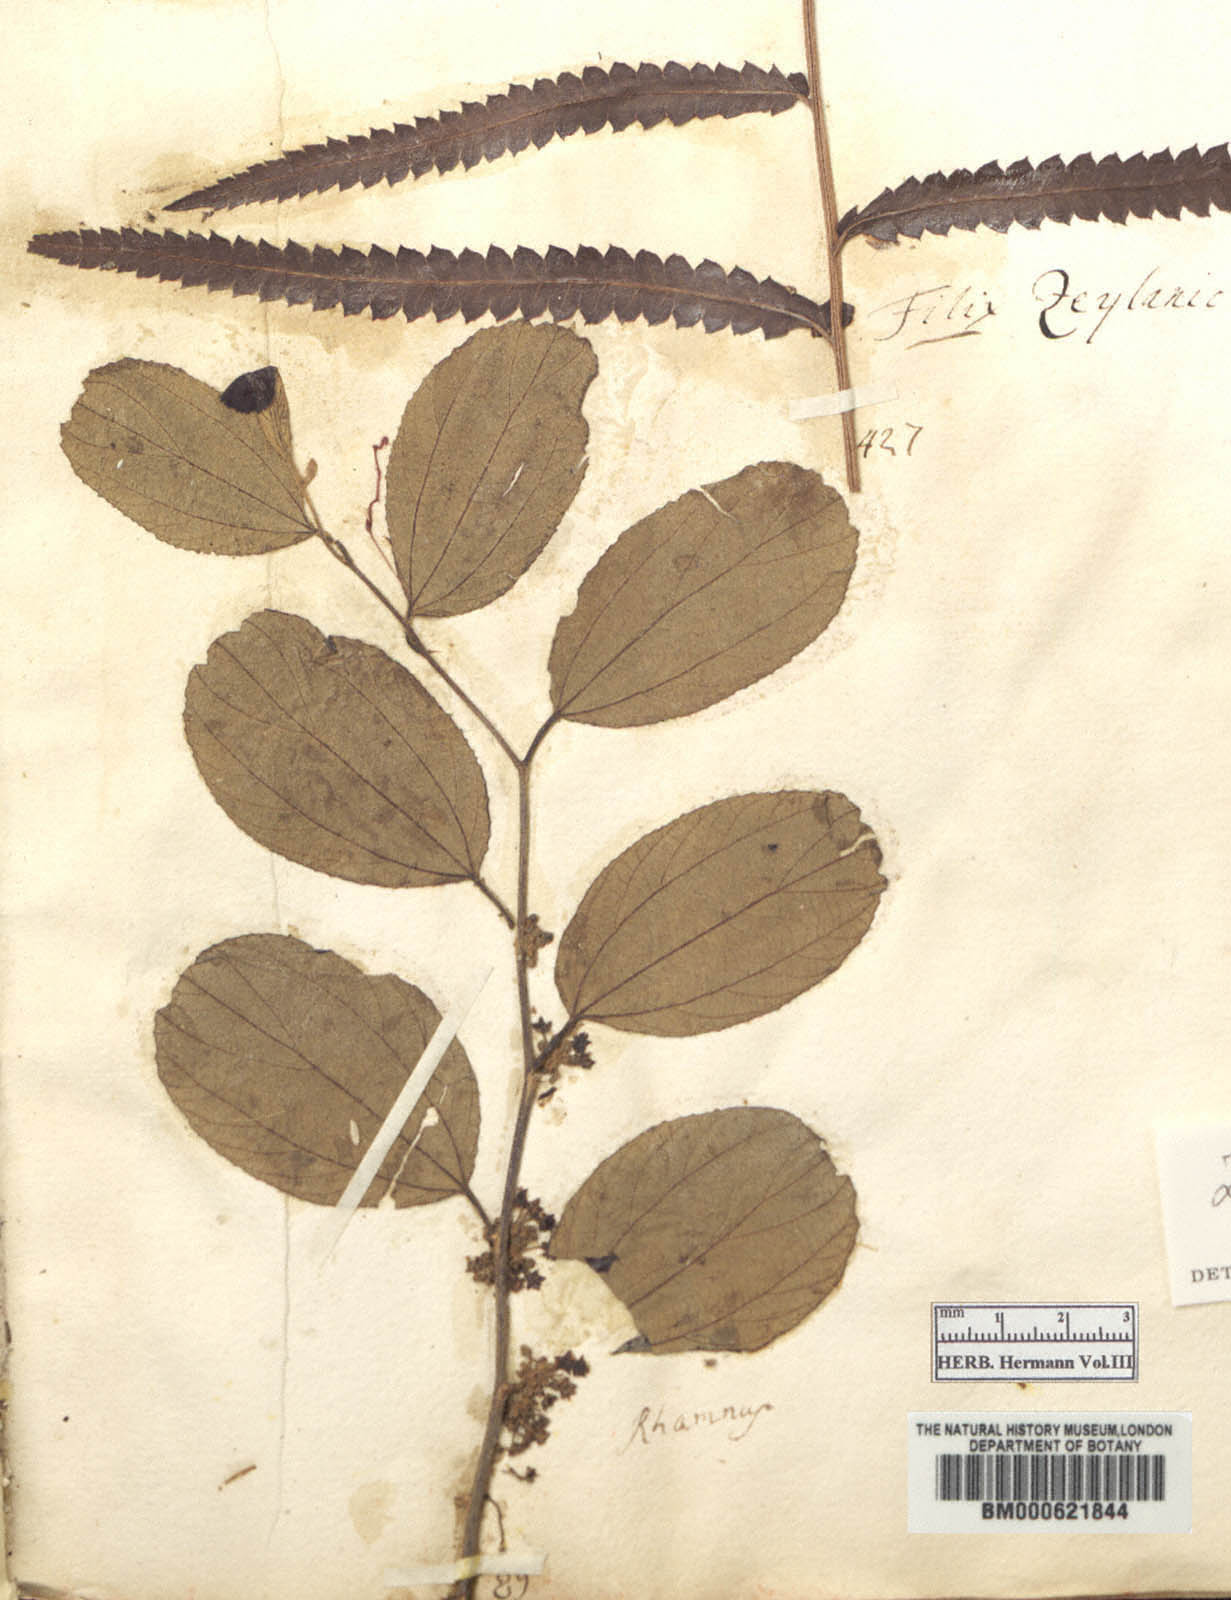 Filix Zeylanic
427
DET
mm 1 2 3
HERB. Hermann Vol.III
Rhamnus
THE NATURAL HISTORY MUSEUM,LONDON
DEPARTMENT OF BOTANY
BM000621844
89